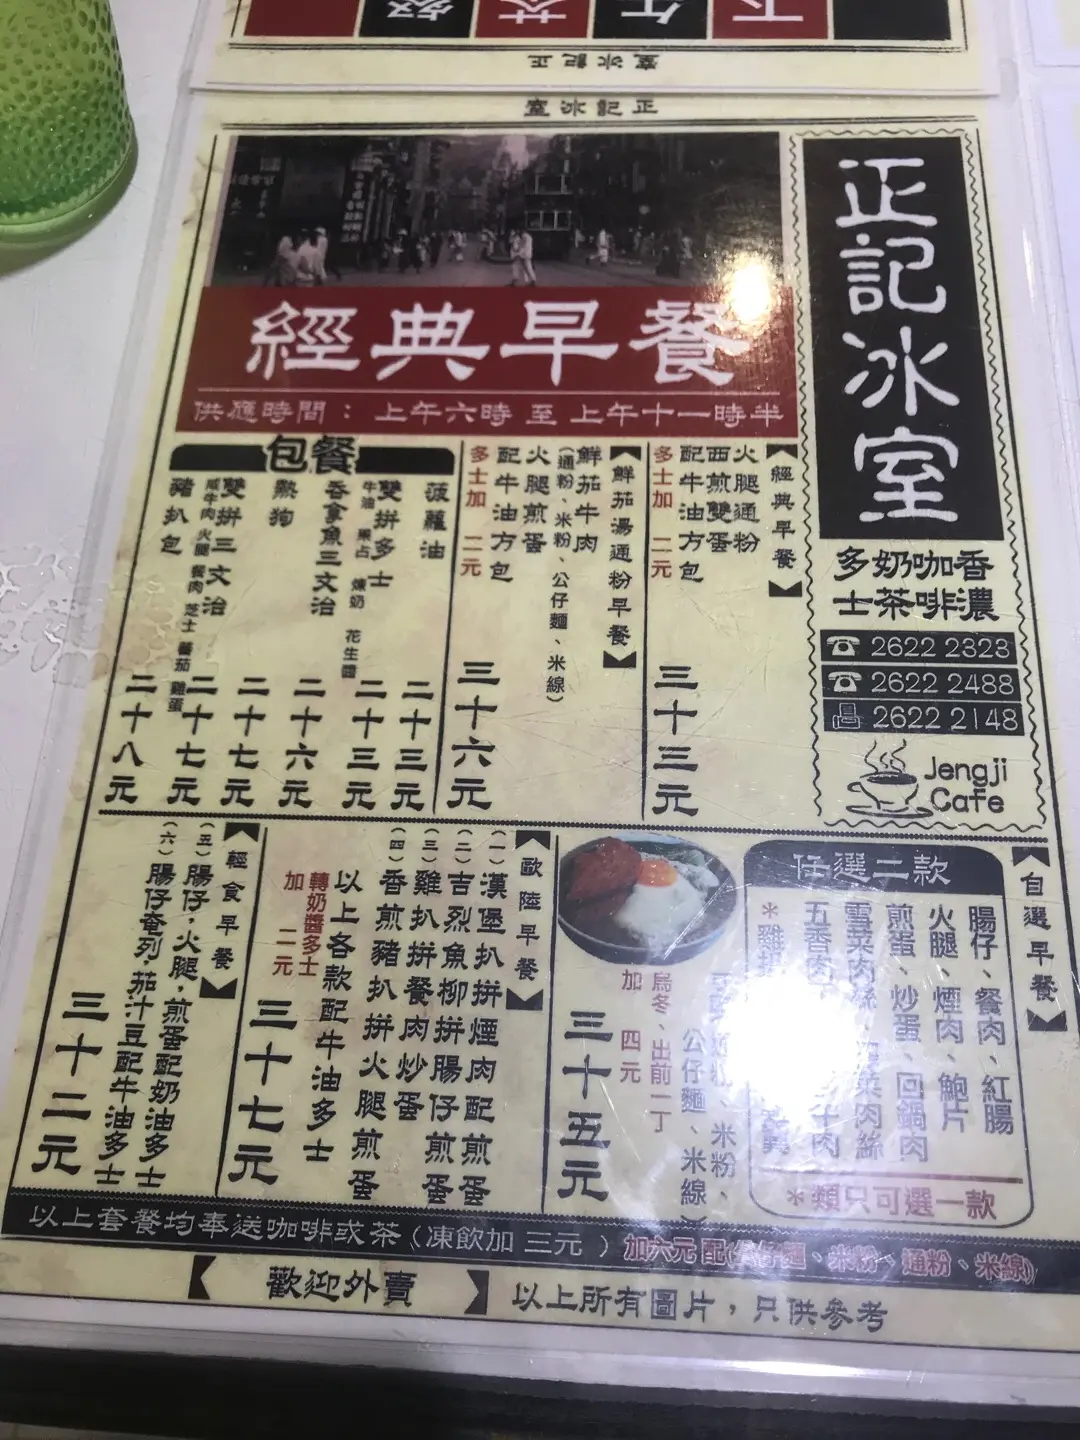 正記冰室
正記冰室
經典早餐
供應時間：上午六時至上午十一時半
正記冰室
香濃
咖啡
奶茶
多士
2622 2323
2622 2488
2622 2148
Jengji
Cafe
【經典早餐】
火腿通粉
西煎雙蛋
配牛油方包
多士加二元
三十三元
【鮮茄湯通粉早餐】
鮮茄牛肉
（通粉、米粉、公仔麵、米線）
火腿煎蛋
配牛油方包
多士加二元
三十六元
包餐
菠蘿油
二十三元
雙拼多士
牛油 果占 煉奶 花生醬
二十三元
吞拿魚三文治
二十六元
熱狗
二十七元
雙拼三文治
咸牛肉 火腿 餐肉 芝士 蕃茄 雞蛋
二十七元
豬扒包
二十八元
【自選早餐】
任選二款
腸仔、餐肉、紅腸
火腿、煙肉、鮑片
煎蛋、炒蛋、回鍋肉
雪菜肉絲、菜肉絲
五香肉 牛肉
*雞
*類只可選一款
米粉、
公仔麵、米線）
烏冬、出前一丁
加 四元
三十五元
【歐陸早餐】
（一）漢堡扒拼煙肉配煎蛋
（二）吉烈魚柳拼腸仔煎蛋
（三）雞扒拼餐肉炒蛋
（四）香煎豬扒拼火腿煎蛋
以上各款配牛油多士
轉奶醬多士
加 二元
三十七元
【輕食早餐】
（五）腸仔，火腿，煎蛋配奶油多士
（六）腸仔奄列，茄汁豆配牛油多士
三十二元
以上套餐均奉送咖啡或茶（凍飲加 三元 ）加六元 配（公仔麵、米粉、通粉、米線）
【歡迎外賣】 以上所有圖片，只供參考